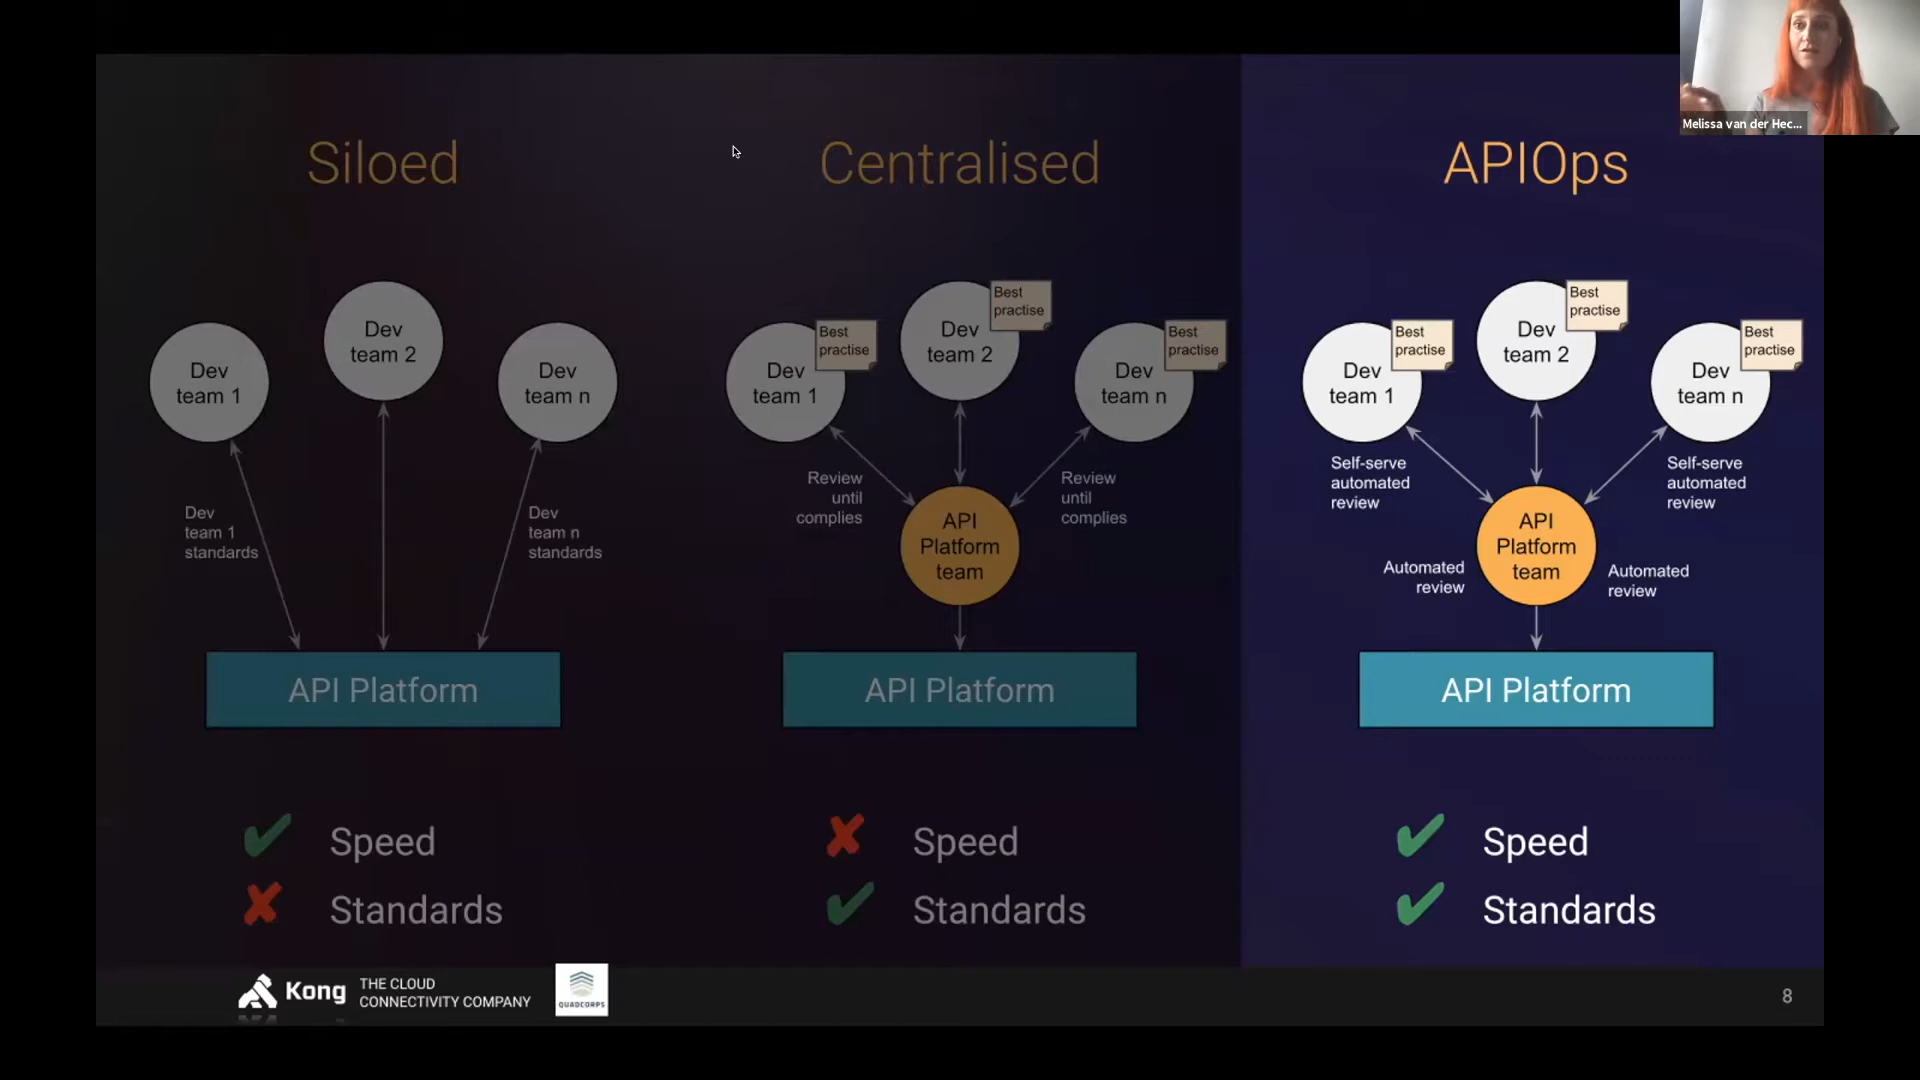 Melissa van der Hec...
Siloed
Dev
team 1
Dev
team 2
Dev
team n
Dev
team 1
standards
Dev
team n
standards
API Platform
✔ Speed
✘ Standards
Centralised
Dev
team 1
Best
practise
Dev
team 2
Best
practise
Dev
team n
Best
practise
Review
until
complies
Review
until
complies
API
Platform
team
API Platform
✘ Speed
✔ Standards
APIOps
Dev
team 1
Best
practise
Dev
team 2
Best
practise
Dev
team n
Best
practise
Self-serve
automated
review
Self-serve
automated
review
API
Platform
team
Automated
review
Automated
review
API Platform
✔ Speed
✔ Standards
Kong
THE CLOUD
CONNECTIVITY COMPANY
QUADCORPS
8